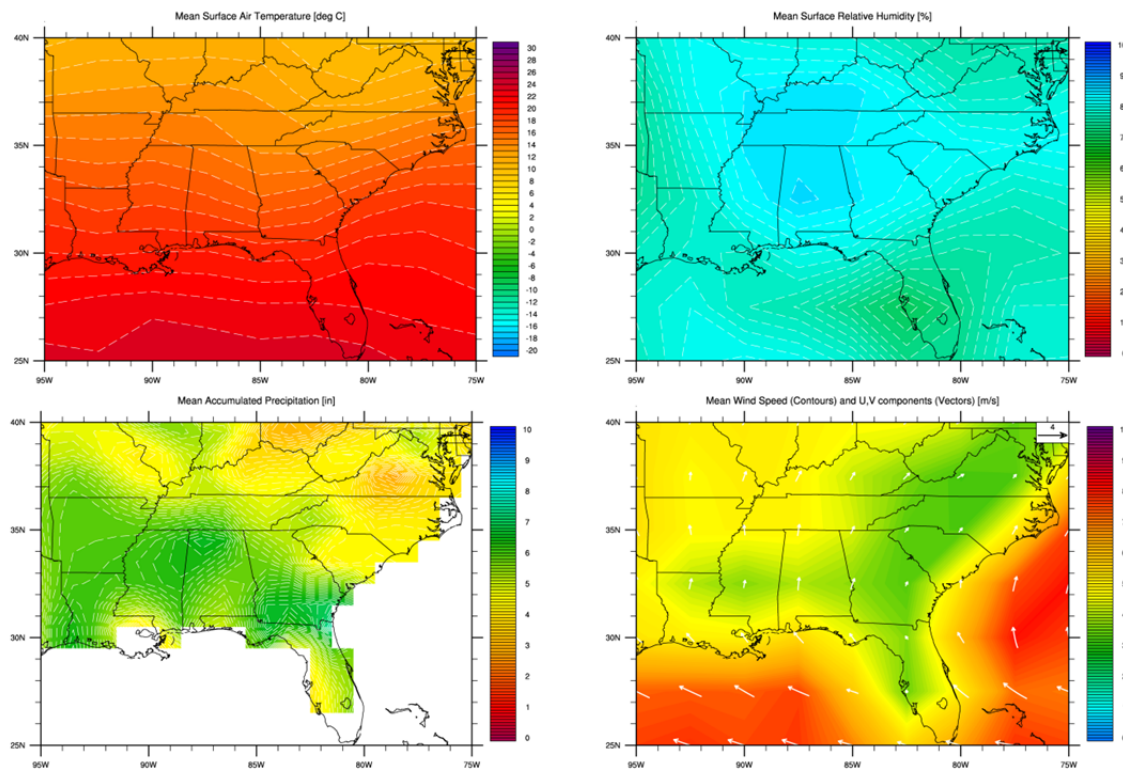 Mean Surface Air Temperature [deg C]
40N
35N
30N
25N
95W 90W 85W 80W 75W
30
28
26
24
22
20
18
16
14
12
10
8
6
4
2
0
-2
-4
-6
-8
-10
-12
-14
-16
-18
-20
Mean Surface Relative Humidity [%]
40N
35N
30N
25N
95W 90W 85W 80W 75W
Mean Accumulated Precipitation [in]
40N
35N
30N
25N
95W 90W 85W 80W 75W
10
9
8
7
6
5
4
3
2
1
0
Mean Wind Speed (Contours) and U,V components (Vectors) [m/s]
4
40N
35N
30N
25N
95W 90W 85W 80W 75W